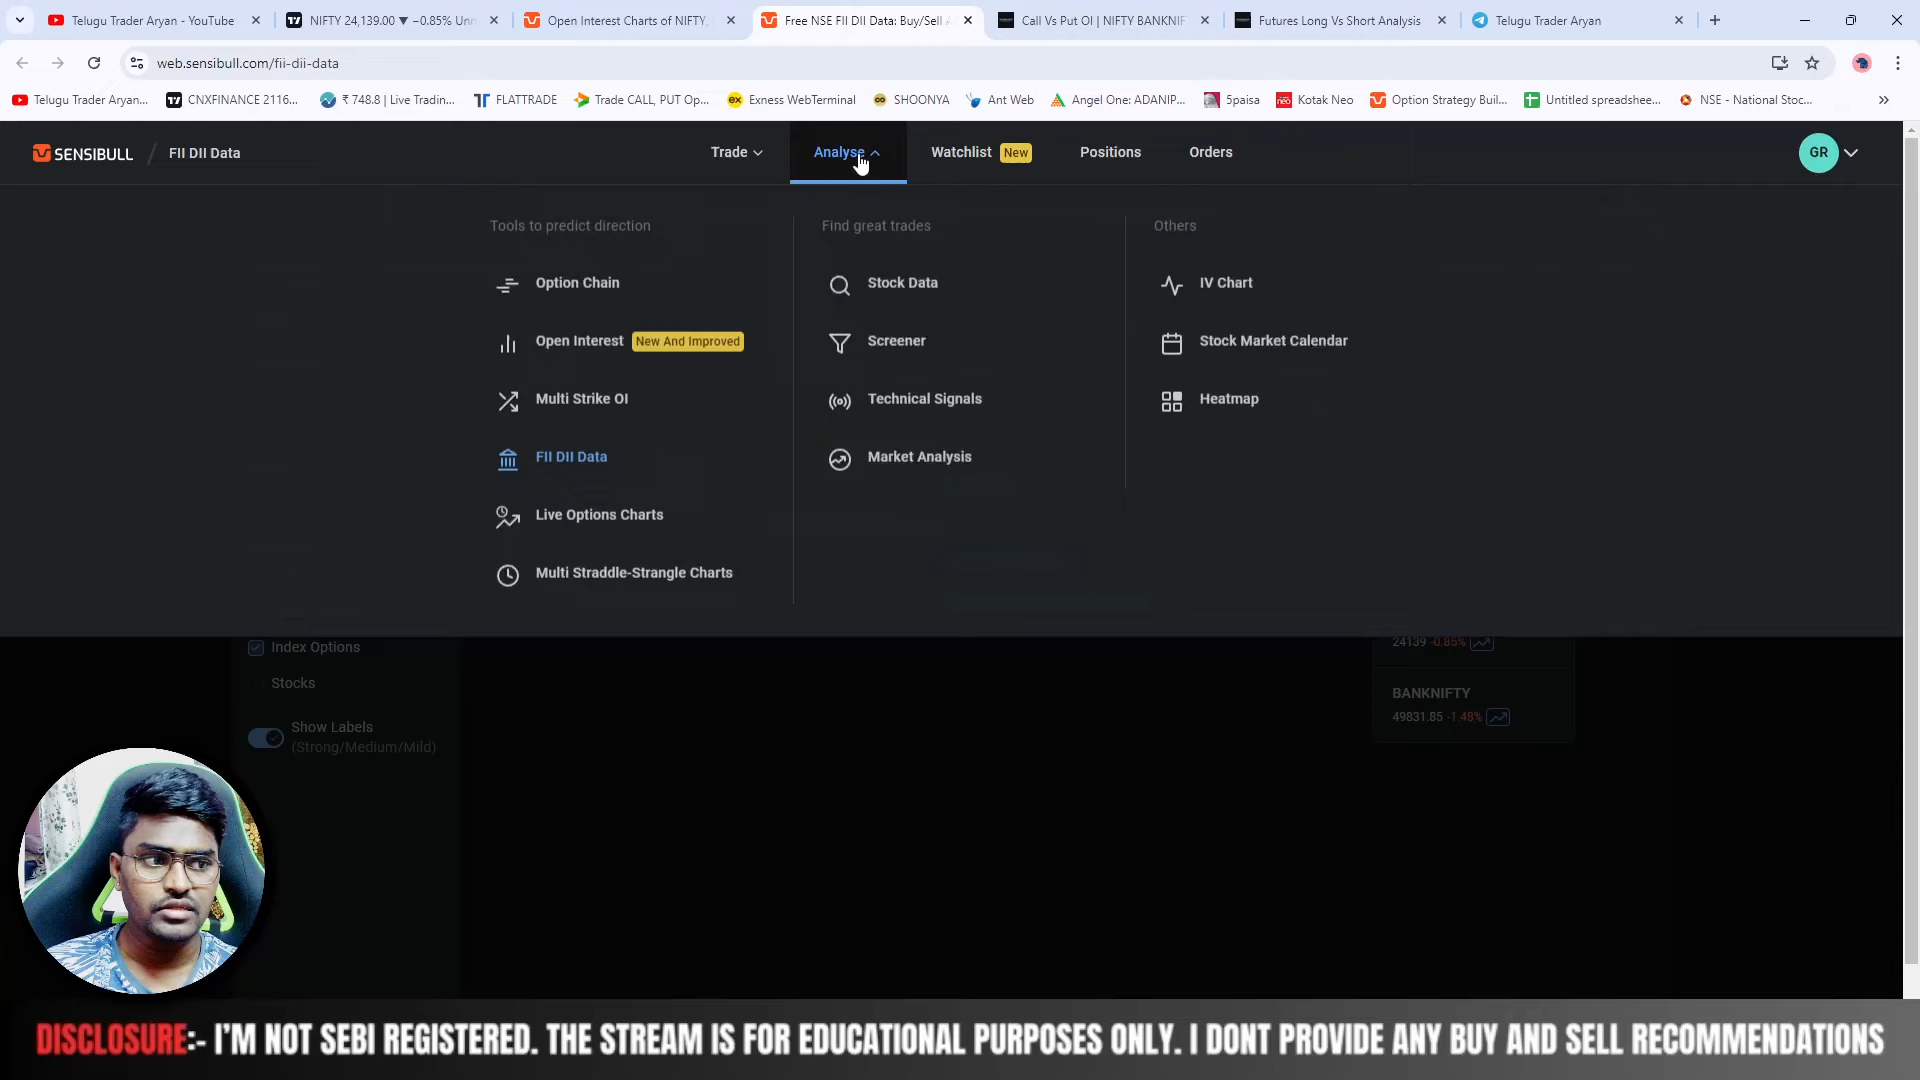 Telugu Trader Aryan - YouTube
NIFTY 24,139.00 ▼ −0.85% Unn
Open Interest Charts of NIFTY,
Free NSE FII DII Data: Buy/Sell A
Call Vs Put OI | NIFTY BANKNIF
Futures Long Vs Short Analysis
Telugu Trader Aryan
web.sensibull.com/fii-dii-data
Telugu Trader Aryan...
CNXFINANCE 2116...
₹ 748.8 | Live Tradin...
FLATTRADE
Trade CALL, PUT Op...
Exness WebTerminal
SHOONYA
Ant Web
Angel One: ADANIP...
5paisa
Kotak Neo
Option Strategy Buil...
Untitled spreadshee...
NSE - National Stoc...
SENSIBULL / FII DII Data
Trade
Analyse
Watchlist New
Positions
Orders
GR
Tools to predict direction
Option Chain
Open Interest New And Improved
Multi Strike OI
FII DII Data
Live Options Charts
Multi Straddle-Strangle Charts
Find great trades
Stock Data
Screener
Technical Signals
Market Analysis
Others
IV Chart
Stock Market Calendar
Heatmap
Index Options
Stocks
Show Labels
(Strong/Medium/Mild)
24139 -0.85%
BANKNIFTY
49831.85 -1.48%
DISCLOSURE:- I'M NOT SEBI REGISTERED. THE STREAM IS FOR EDUCATIONAL PURPOSES ONLY. I DONT PROVIDE ANY BUY AND SELL RECOMMENDATIONS